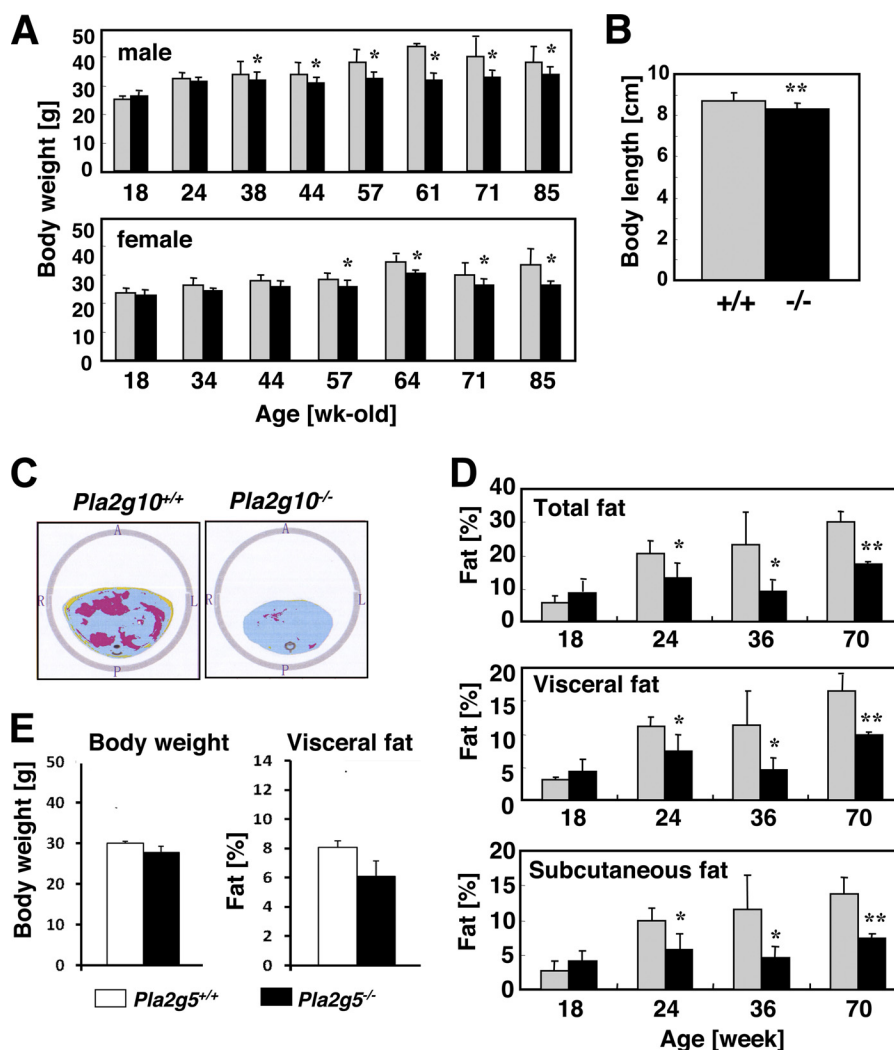 A
male
Body weight [g]
50
40
30
20
10
0
* * * * * *
18 24 38 44 57 61 71 85
female
50
40
30
20
10
0
* * * *
18 34 44 57 64 71 85
Age [wk-old]
B
Body length [cm]
10
8
6
4
2
0
**
+/+ -/-
C
Pla2g10+/+ Pla2g10-/-
A A
R L R L
P P
D
Total fat
Fat [%]
40
30
20
10
0
* * **
18 24 36 70
Visceral fat
Fat [%]
20
15
10
5
0
* * **
18 24 36 70
Subcutaneous fat
Fat [%]
20
15
10
5
0
* * **
18 24 36 70
Age [week]
E
Body weight
Body weight [g]
50
40
30
20
10
0
Visceral fat
Fat [%]
14
12
10
8
6
4
2
0
Pla2g5+/+ Pla2g5-/-